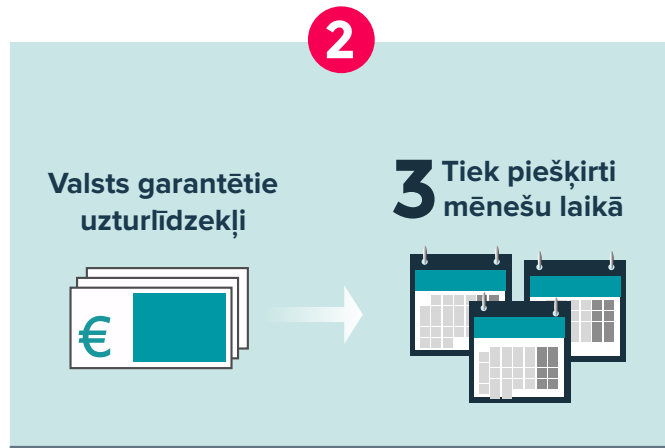 2
Valsts garantētie
uzturlīdzekļi
€
3 Tiek piešķirti
mēnešu laikā